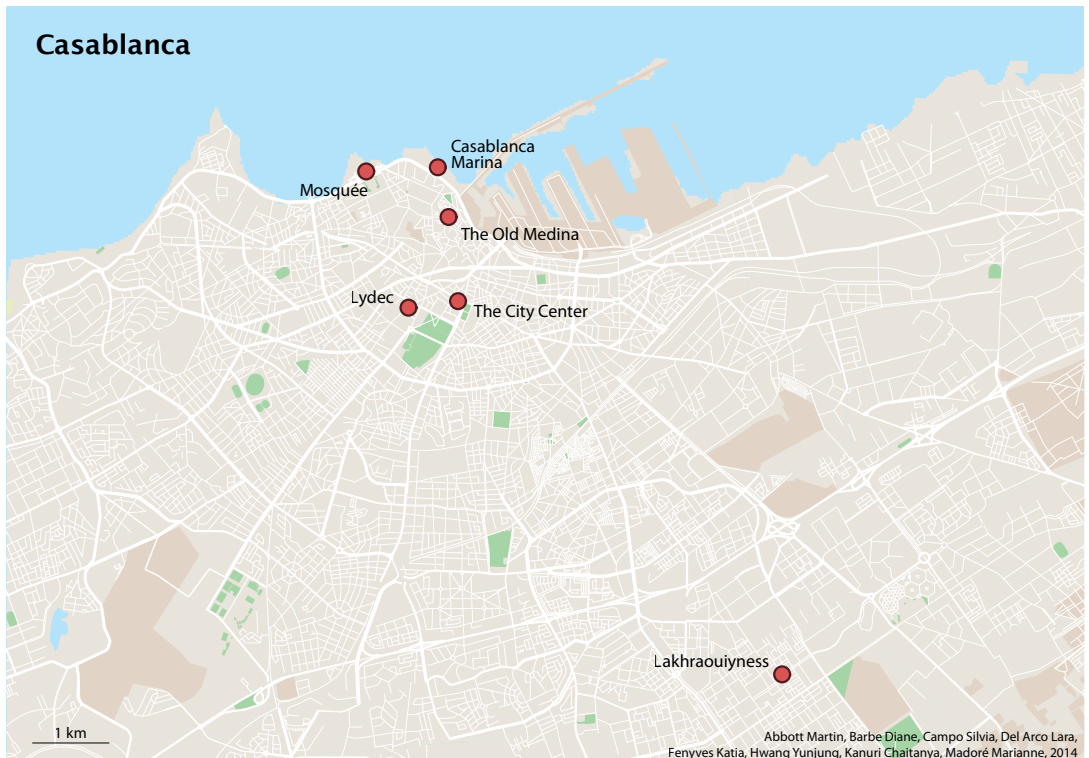 Casablanca
Casablanca
Marina
Mosquée
The Old Medina
Lydec
The City Center
Lakhraouiyness
1 km
Abbott Martin, Barbe Diane, Campo Silvia, Del Arco Lara,
Fenyves Katia, Hwang Yunjung, Kanuri Chaitanya, Madoré Marianne, 2014